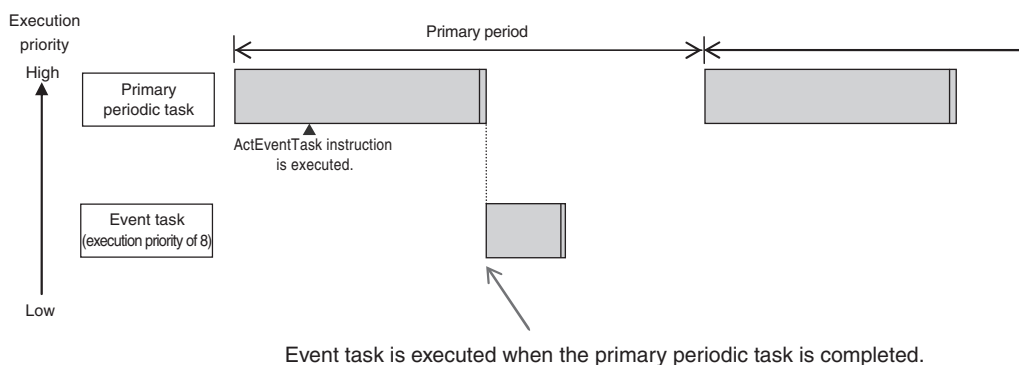 Execution
priority
High
Primary period
Primary
periodic task
ActEventTask instruction
is executed.
Event task
(execution priority of 8)
Low
Event task is executed when the primary periodic task is completed.